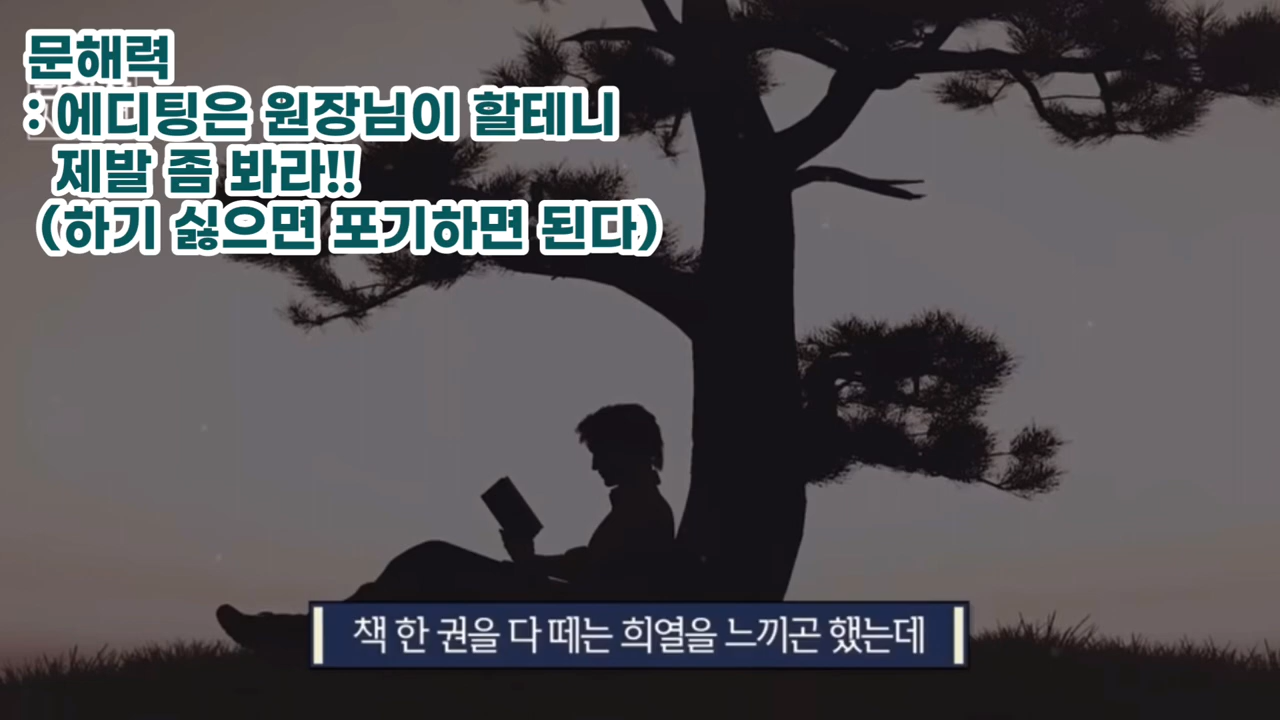 문해력
: 에디팅은 원장님이 할테니
제발 좀 봐라!!
(하기 싫으면 포기하면 된다)
책 한 권을 다 떼는 희열을 느끼곤 했는데